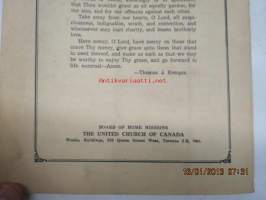 that Thou wouldst grant us all equally pardon, for
our sins, and for our offences against each other.
Take away from our hearts, O Lord, all suspi-
ciousness, indignation, wrath, and contention, and
whatsoever may hurt charity, and lessen brotherly
love.
Have mercy, O Lord, have mercy on those that
crave Thy mercy, give grace unto them that stand
in need thereof, and make us such as that we may
be worthy to enjoy Thy grace, and go forward to
life eternal!—Amen.
—Thomas à Kempis.
BOARD OF HOME MISSIONS
THE UNITED CHURCH OF CANADA
Wesley Buildings, 299 Queen Street West, Toronto 2-B, Ont.
Antikvariaatti.net
13/01/2013 07:31